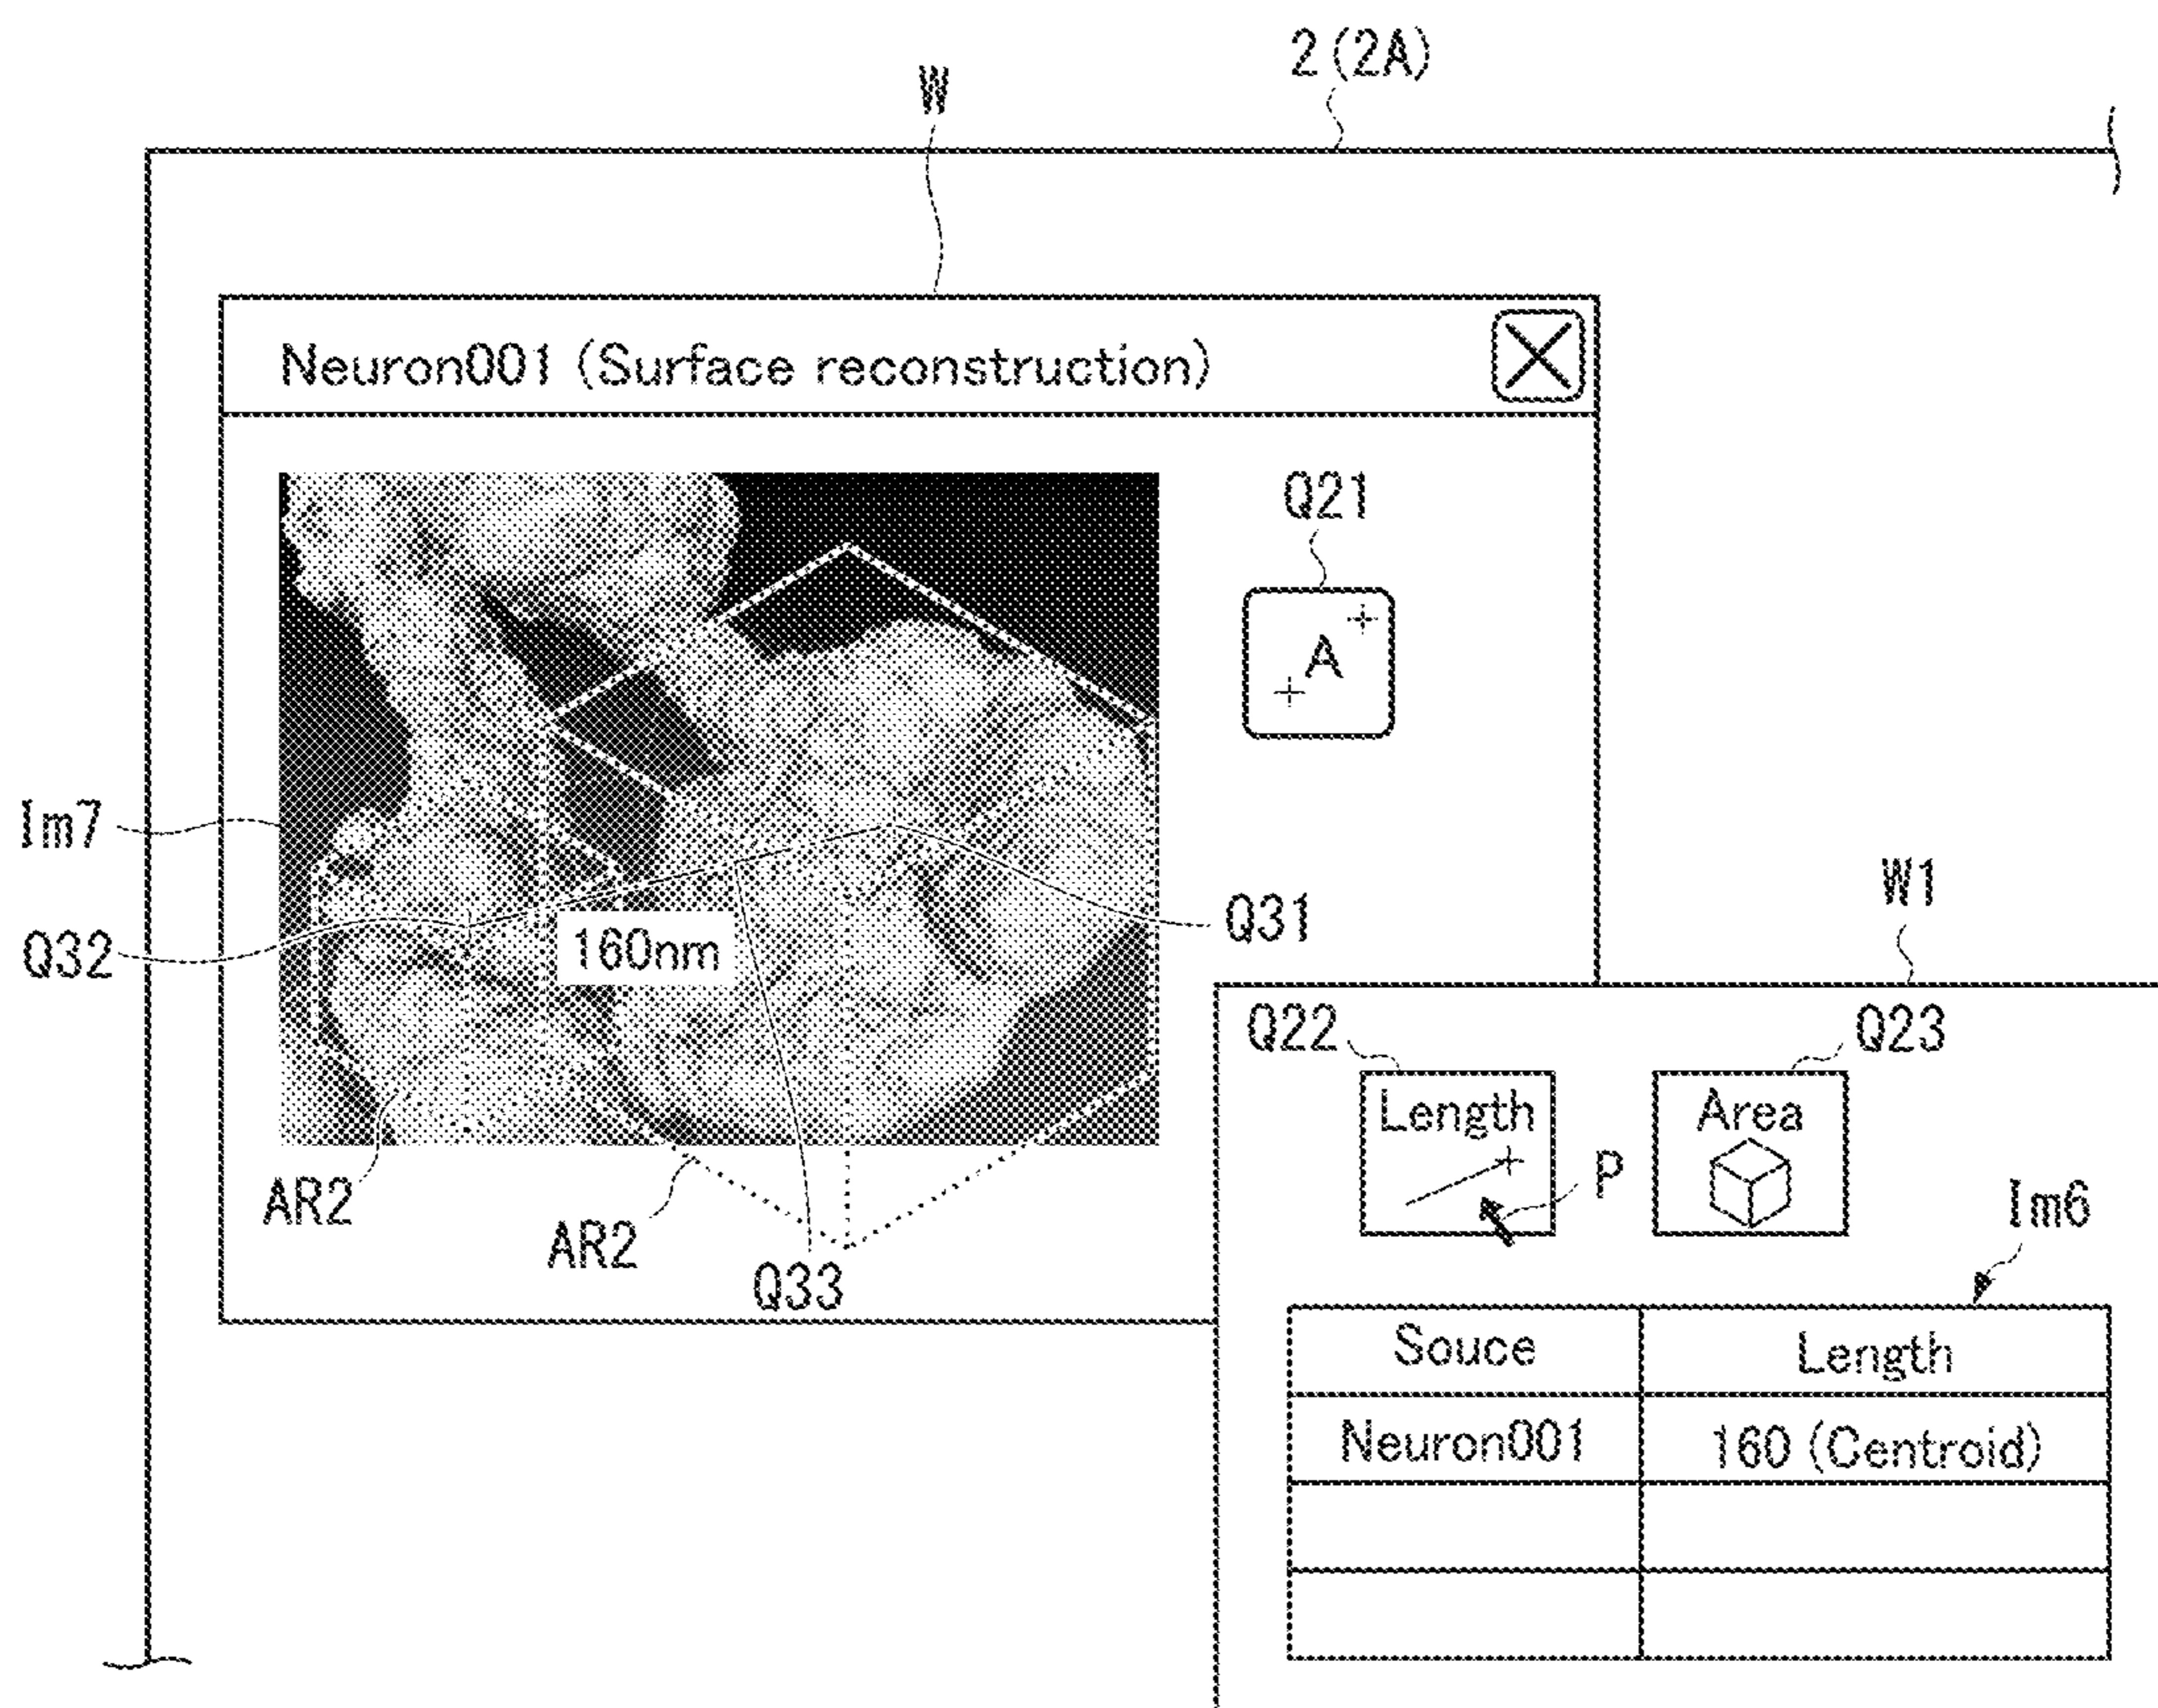 2(2A)
W
Neuron001 (Surface reconstruction)
Q21
A
Im7
Q32
160nm
Q31
W1
Q22
Q23
Length
Area
P
AR2
AR2
Q33
Im6
Souce
Length
Neuron001
160 (Centroid)